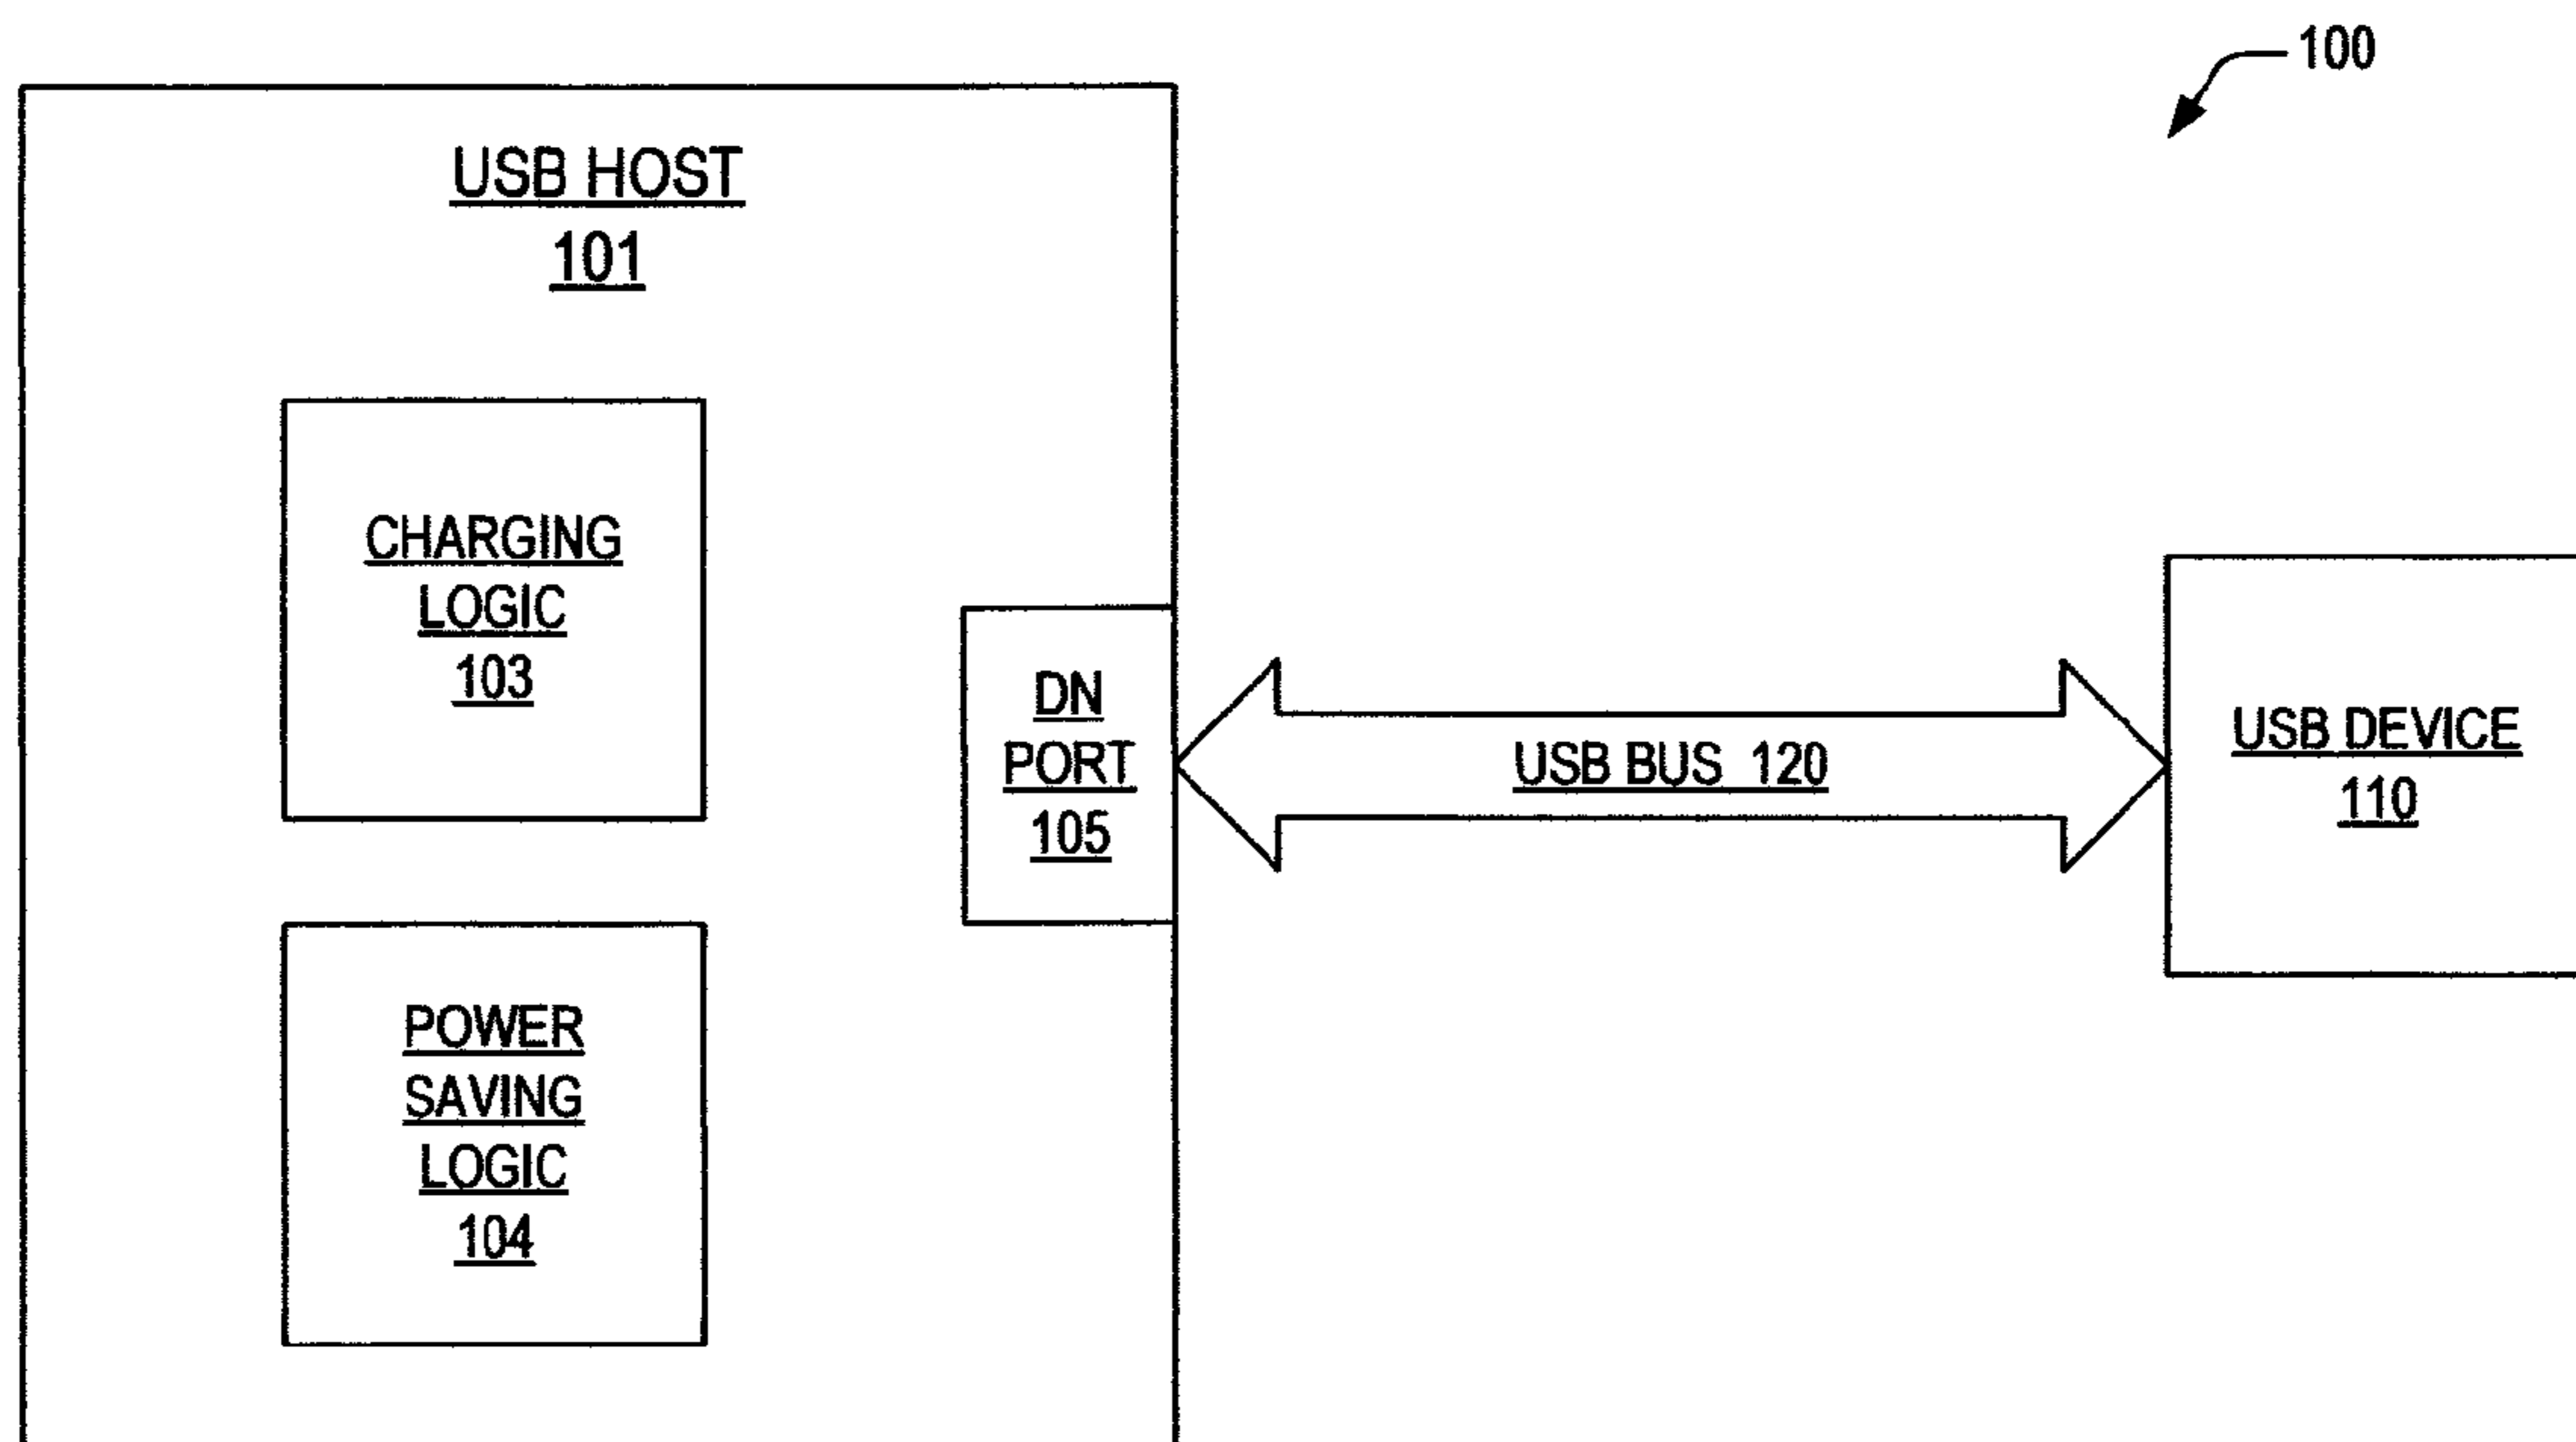 100
USB HOST
101
CHARGING
LOGIC
103
DN
PORT
105
USB BUS 120
USB DEVICE
110
POWER
SAVING
LOGIC
104